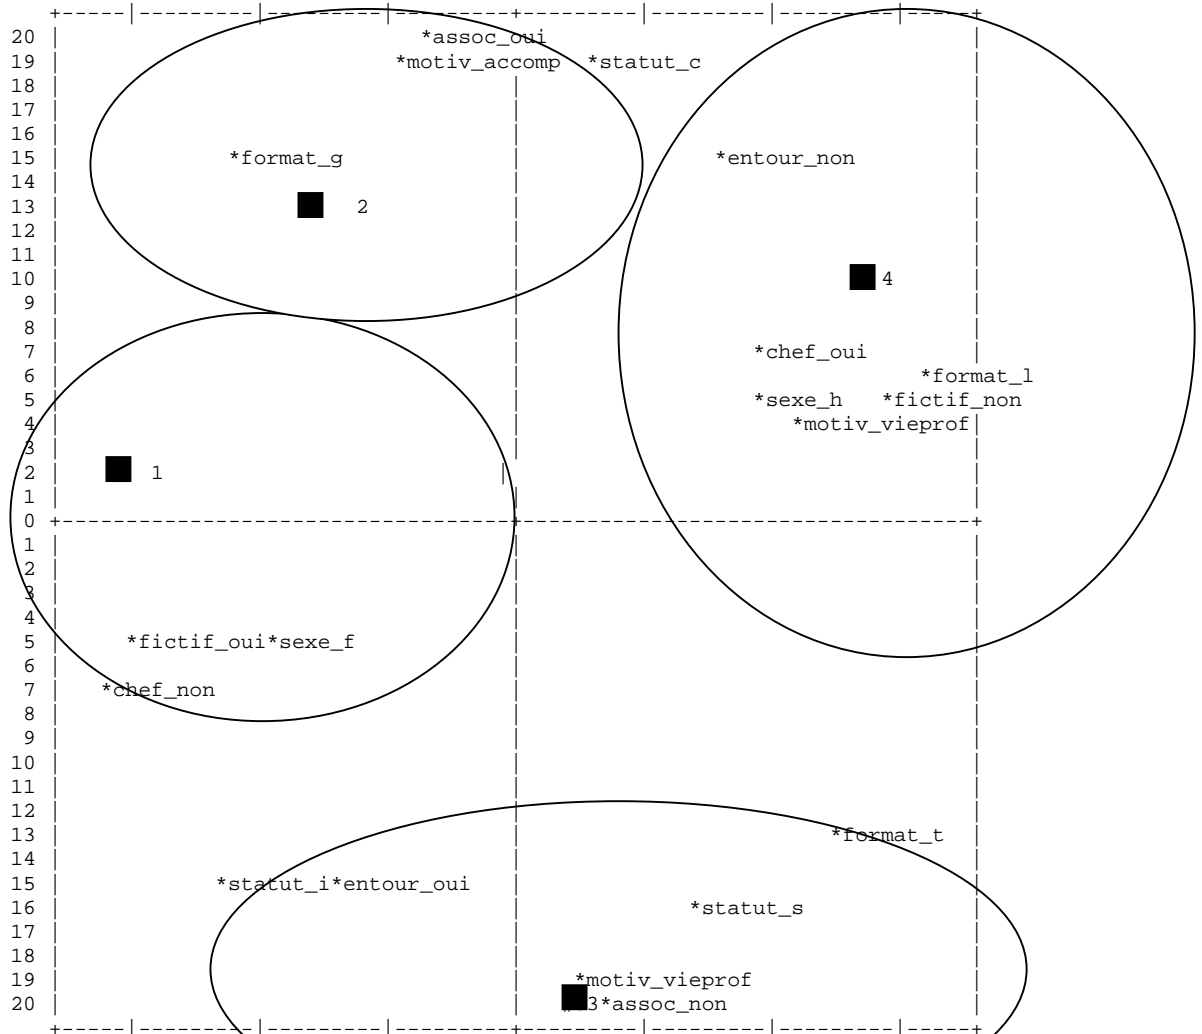 20 *assoc_oui
19 *motiv_accomp *statut_c
18
17
16
15 *format_g *entour_non
14
13 2
12
11
10 4
9
8
7 *chef_oui
6 *format_l
5 *sexe_h *fictif_non
4 *motiv_vieprof
3
2 1
1
0
1
2
3
4
5 *fictif_oui*sexe_f
6
7 *chef_non
8
9
10
11
12
13 *format_t
14
15 *statut_i*entour_oui
16 *statut_s
17
18
19 *motiv_vieprof
20 3*assoc_non